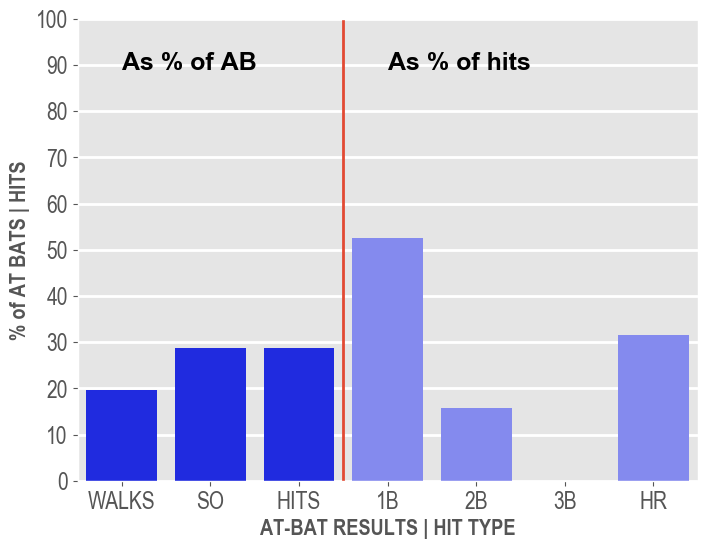 100
90
80
70
60
50
40
30
20
10
0
% of AT BATS | HITS
As % of AB
As % of hits
WALKS SO HITS 1B 2B 3B HR
AT-BAT RESULTS | HIT TYPE